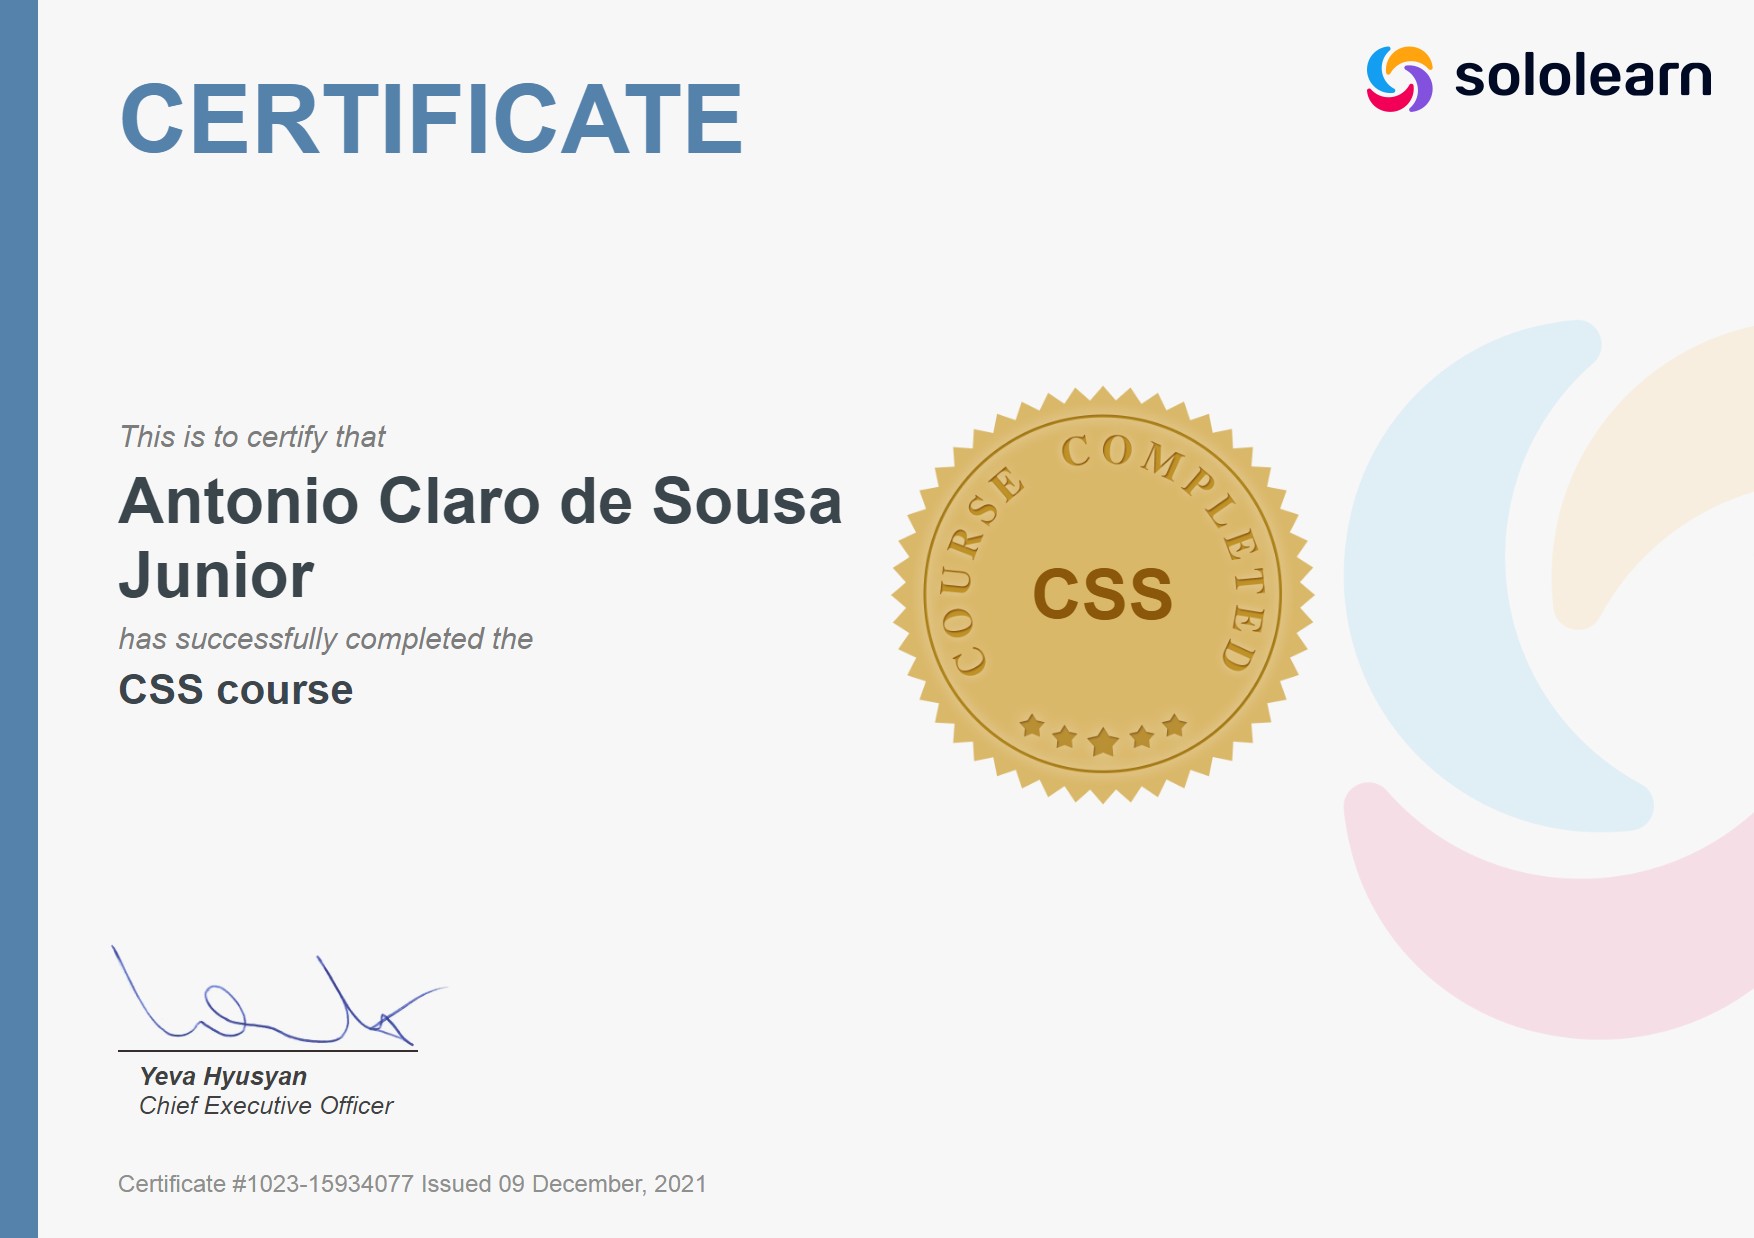 CERTIFICATE
sololearn
This is to certify that
Antonio Claro de Sousa
Junior
has successfully completed the
CSS course
COURSE COMPLETED
CSS
Yeva Hyusyan
Chief Executive Officer
Certificate #1023-15934077 Issued 09 December, 2021